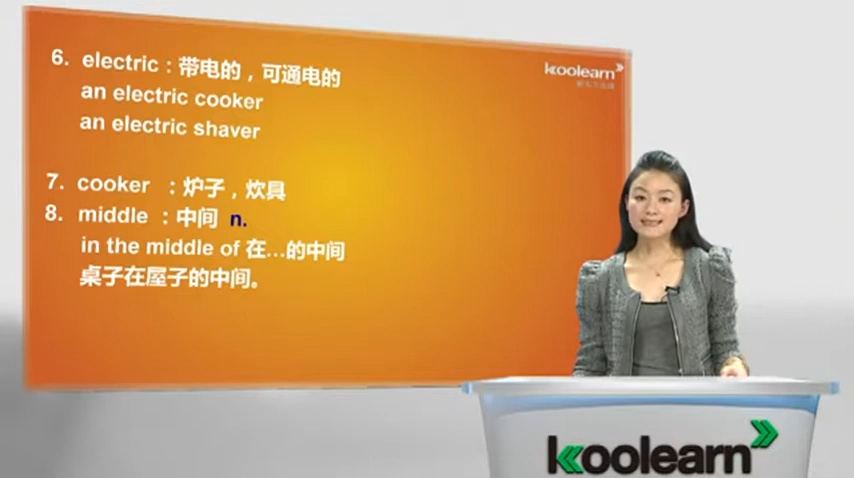 6. electric：带电的，可通电的
an electric cooker
an electric shaver
7. cooker ：炉子，炊具
8. middle ：中间 n.
in the middle of 在…的中间
桌子在屋子的中间。
koolearn
koolearn